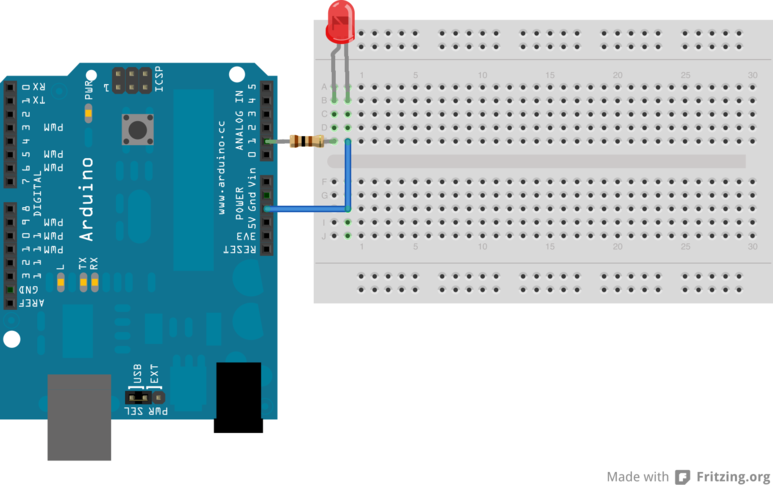 1 5 10 15 20 25 30
A
B
C
D
E
F
G
H
I
J
1 5 10 15 20 25 30
RX 0
TX 1
2
PWM 3
4
PWM 5
PWM 6
7
DIGITAL
8
PWM 9
PWM 10
PWM 11
12
13
GND
AREF
PWR
ICSP
1
Arduino
www.arduino.cc
ANALOG IN
0 1 2 3 4 5
POWER
RESET
3V3
5V
Gnd
Vin
L
TX
RX
USB
EXT
PWR SEL
Made with Fritzing.org